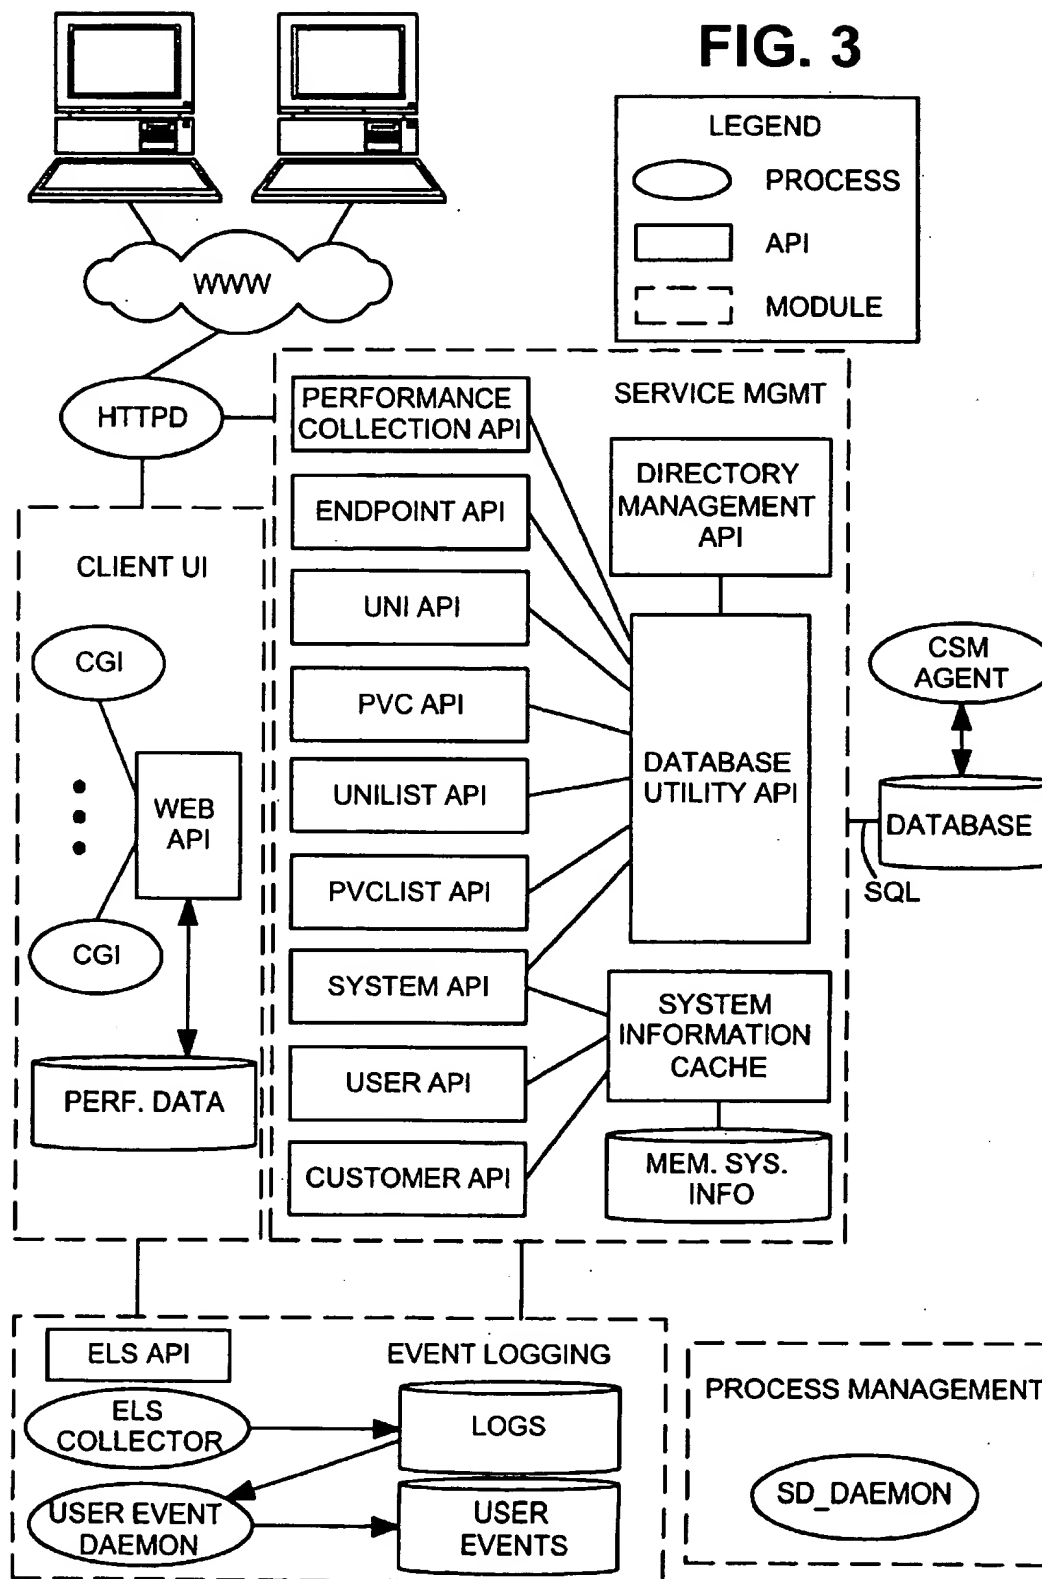 FIG. 3
LEGEND
PROCESS
API
MODULE
WWW
HTTPD
SERVICE MGMT
PERFORMANCE
COLLECTION API
ENDPOINT API
UNI API
PVC API
UNILIST API
PVCLIST API
SYSTEM API
USER API
CUSTOMER API
DIRECTORY
MANAGEMENT
API
DATABASE
UTILITY API
SYSTEM
INFORMATION
CACHE
MEM. SYS.
INFO
CSM
AGENT
DATABASE
SQL
CLIENT UI
CGI
WEB
API
CGI
PERF. DATA
ELS API
EVENT LOGGING
ELS
COLLECTOR
LOGS
USER EVENT
DAEMON
USER
EVENTS
PROCESS MANAGEMENT
SD_DAEMON